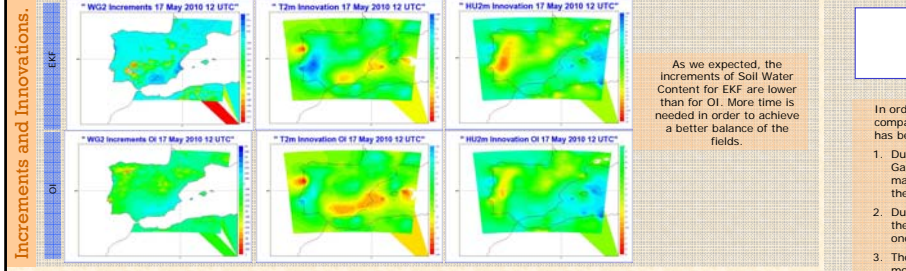 Increments and Innovations.
EKF
" WG2 Increments 17 May 2010 12 UTC"
" T2m Innovation 17 May 2010 12 UTC"
" HU2m Innovation 17 May 2010 12 UTC"
OI
"WG2 Increments OI 17 May 2010 12 UTC"
"T2m Innovation OI 17 May 2010 12 UTC"
"HU2m Innovation OI 17 May 2010 12 UTC"
As we expected, the
increments of Soil Water
Content for EKF are lower
than for OI. More time is
needed in order to achieve
a better balance of the
fields.
In ord
compa
has be
1. Du
Ga
ma
the
2. Du
the
one
3. The